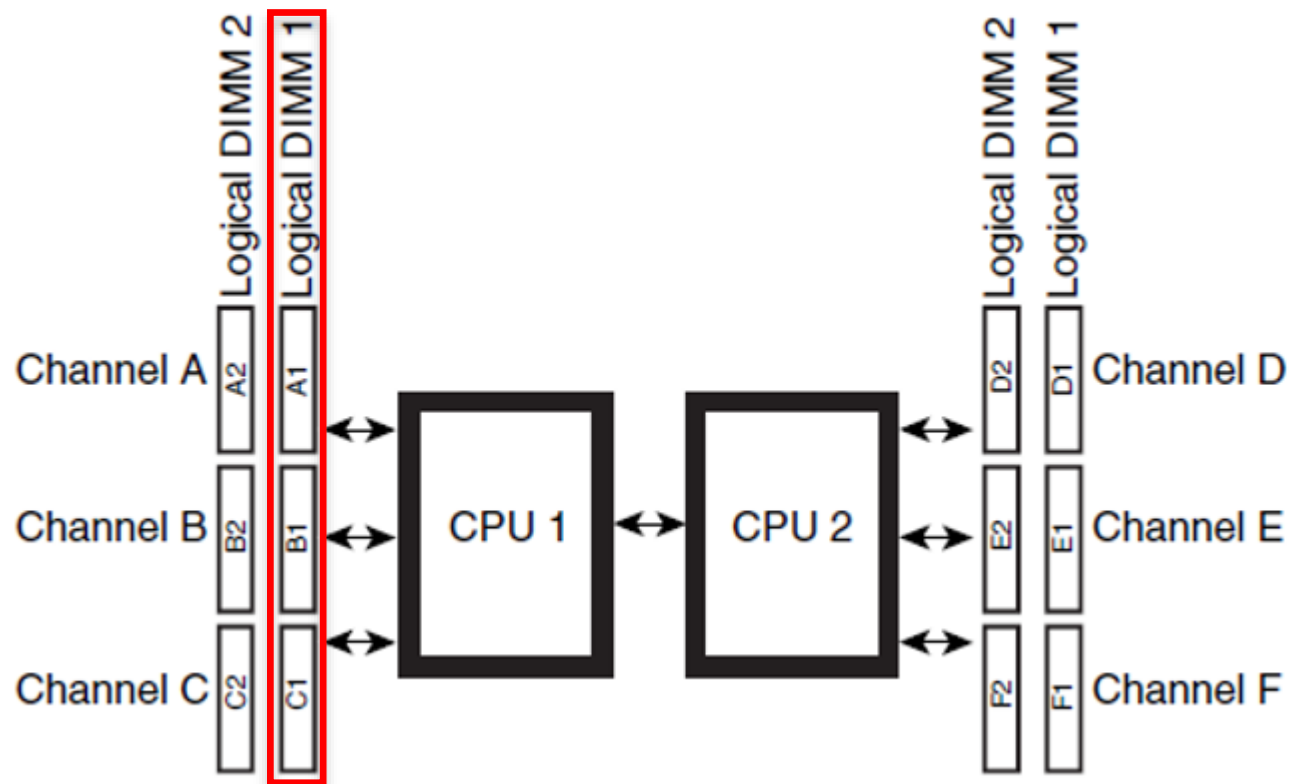 Logical DIMM 2
Logical DIMM 1
Logical DIMM 2
Logical DIMM 1
Channel A
A2
A1
D2
D1
Channel D
Channel B
B2
B1
CPU 1
CPU 2
E2
E1
Channel E
Channel C
C2
C1
F2
F1
Channel F